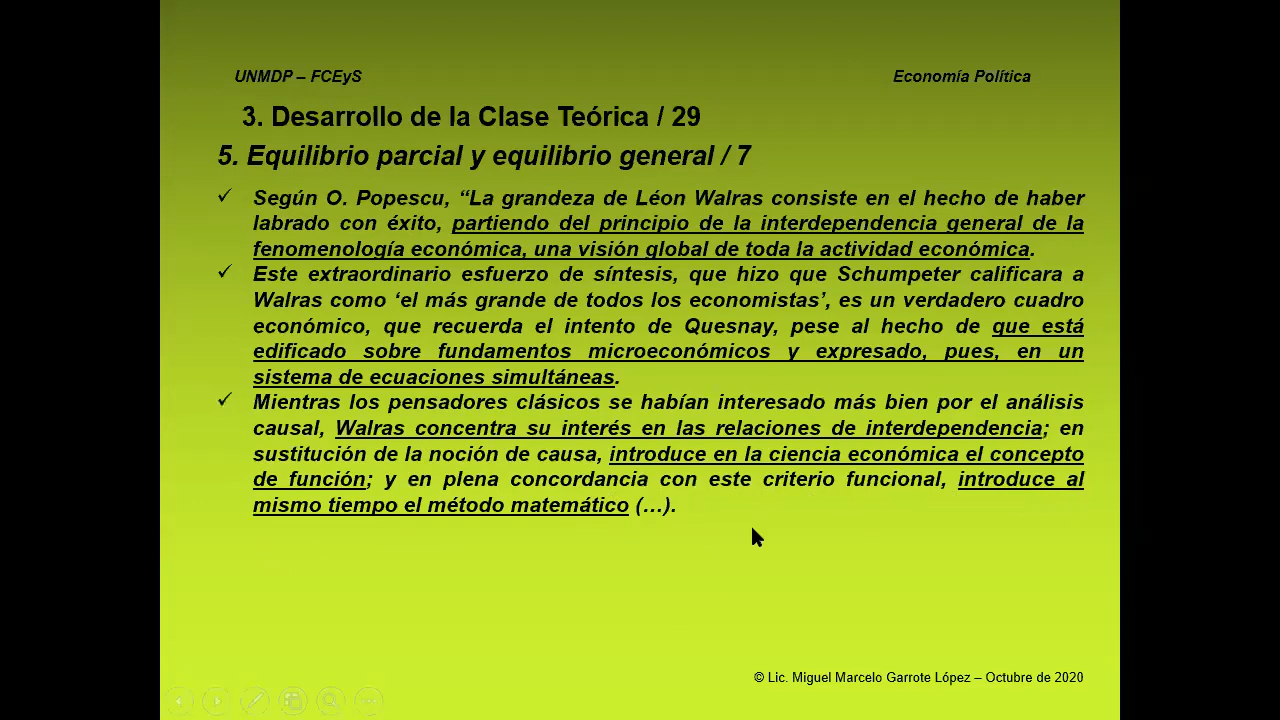 UNMDP – FCEyS
Economía Política
3. Desarrollo de la Clase Teórica / 29
5. Equilibrio parcial y equilibrio general / 7
✓ Según O. Popescu, “La grandeza de Léon Walras consiste en el hecho de haber
labrado con éxito, partiendo del principio de la interdependencia general de la
fenomenología económica, una visión global de toda la actividad económica.
✓ Este extraordinario esfuerzo de síntesis, que hizo que Schumpeter calificara a
Walras como ‘el más grande de todos los economistas’, es un verdadero cuadro
económico, que recuerda el intento de Quesnay, pese al hecho de que está
edificado sobre fundamentos microeconómicos y expresado, pues, en un
sistema de ecuaciones simultáneas.
✓ Mientras los pensadores clásicos se habían interesado más bien por el análisis
causal, Walras concentra su interés en las relaciones de interdependencia; en
sustitución de la noción de causa, introduce en la ciencia económica el concepto
de función; y en plena concordancia con este criterio funcional, introduce al
mismo tiempo el método matemático (…).
© Lic. Miguel Marcelo Garrote López – Octubre de 2020